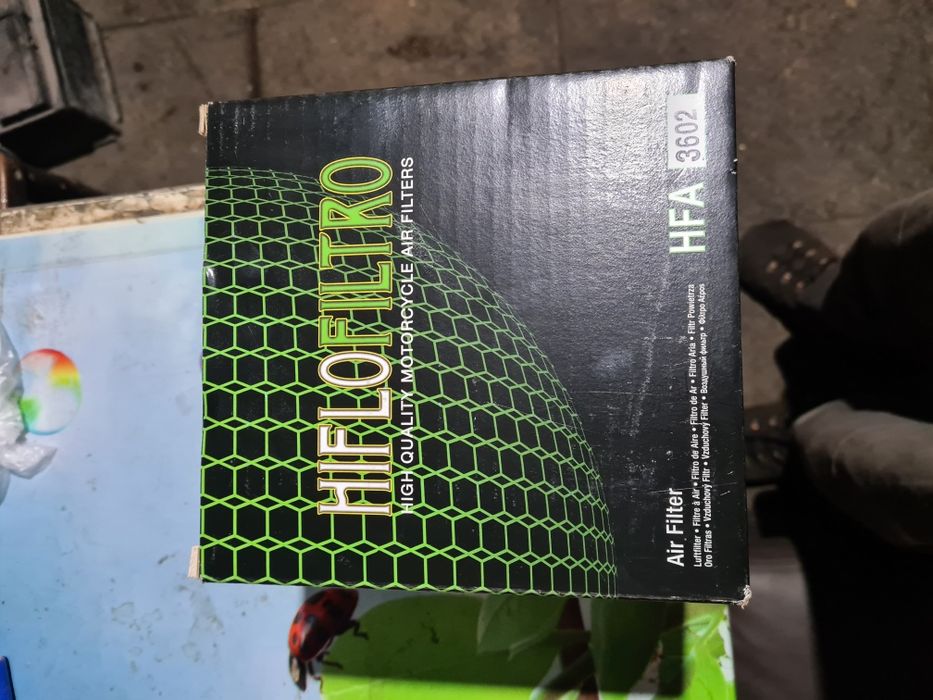 HIFLOFILTRO
HIGH QUALITY MOTORCYCLE AIR FILTERS
Air Filter
HFA 3602
Luftfilter • Filtre à Air • Filtro de Aire • Filtro de Ar • Filtro Aria • Filtr Powietrza
Oro Filtras • Vzduchový Filtr • Vzduchový Filter • Воздушный фильтр • Φίλτρο Αέρος